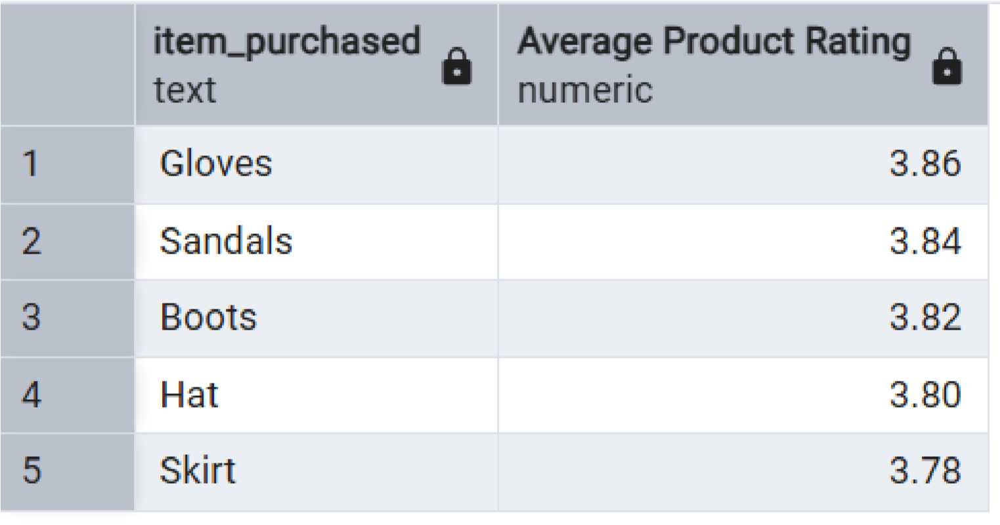 item_purchased Average Product Rating
text numeric
1 Gloves 3.86
2 Sandals 3.84
3 Boots 3.82
4 Hat 3.80
5 Skirt 3.78